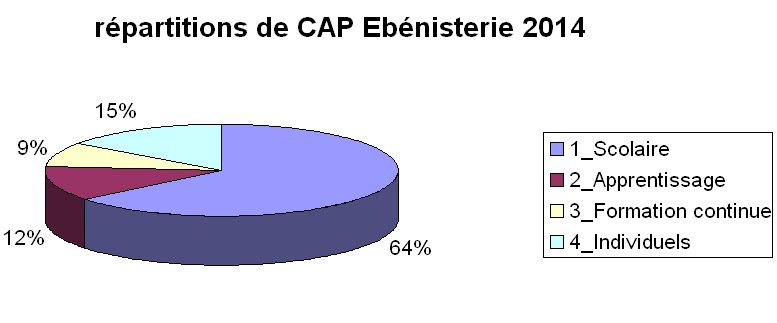 répartitions de CAP Ebénisterie 2014
15%
9%
12%
64%
1_Scolaire
2_Apprentissage
3_Formation continue
4_Individuels